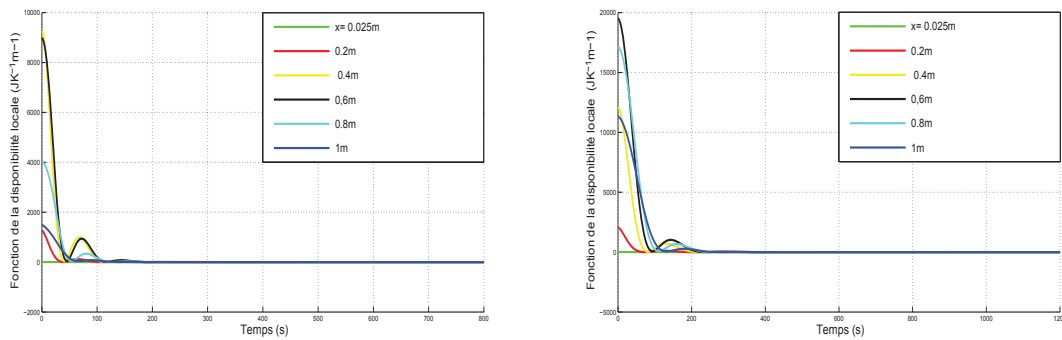 Fonction de la disponibilité locale (JK⁻¹m−1)
10000
8000
6000
4000
2000
0
−2000
0 100 200 300 400 500 600 700 800
Temps (s)
x= 0.025m
0.2m
0.4m
0,6m
0.8m
1m
Fonction de la disponibilité locale (JK⁻¹m−1)
20000
15000
10000
5000
0
−5000
0 200 400 600 800 1000 120
Temps (s)
x= 0.025m
0.2m
0.4m
0,6m
0.8m
1m